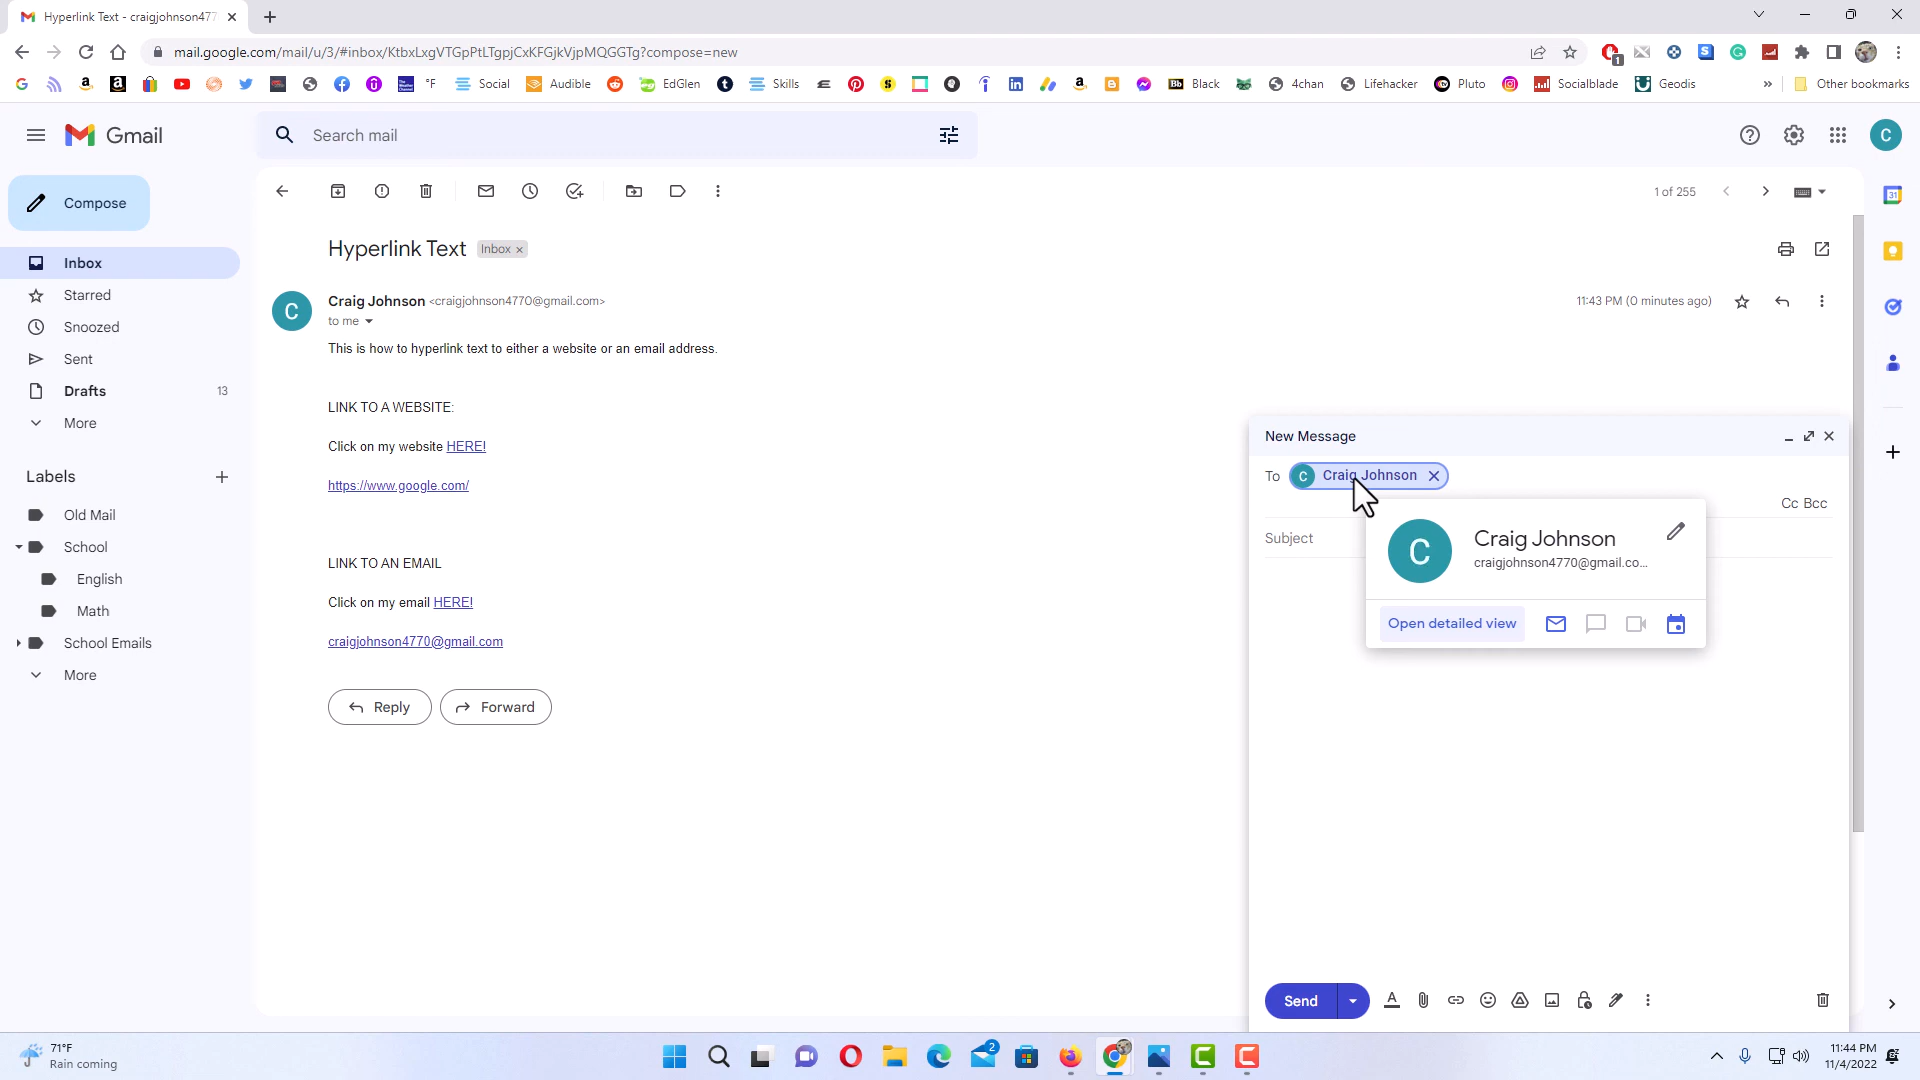 Hyperlink Text - craigjohnson477
mail.google.com/mail/u/3/#inbox/KtbxLxgVTGpPtLTgpjCxKFGjkVjpMQGGTg?compose=new
°F
Social
Audible
EdGlen
Skills
Black
4chan
Lifehacker
Pluto
Socialblade
Geodis
»
Other bookmarks
Gmail
Search mail
C
Compose
1 of 255
Inbox
Starred
Snoozed
Sent
Drafts 13
More
Labels
Old Mail
School
English
Math
School Emails
More
Hyperlink Text Inbox ×
C
Craig Johnson <craigjohnson4770@gmail.com>
11:43 PM (0 minutes ago)
to me
This is how to hyperlink text to either a website or an email address.
LINK TO A WEBSITE:
Click on my website HERE!
https://www.google.com/
LINK TO AN EMAIL
Click on my email HERE!
craigjohnson4770@gmail.com
Reply
Forward
New Message
To C Craig Johnson
Cc Bcc
Subject
C
Craig Johnson
craigjohnson4770@gmail.co...
Open detailed view
Send
71°F
Rain coming
2
11:44 PM
11/4/2022